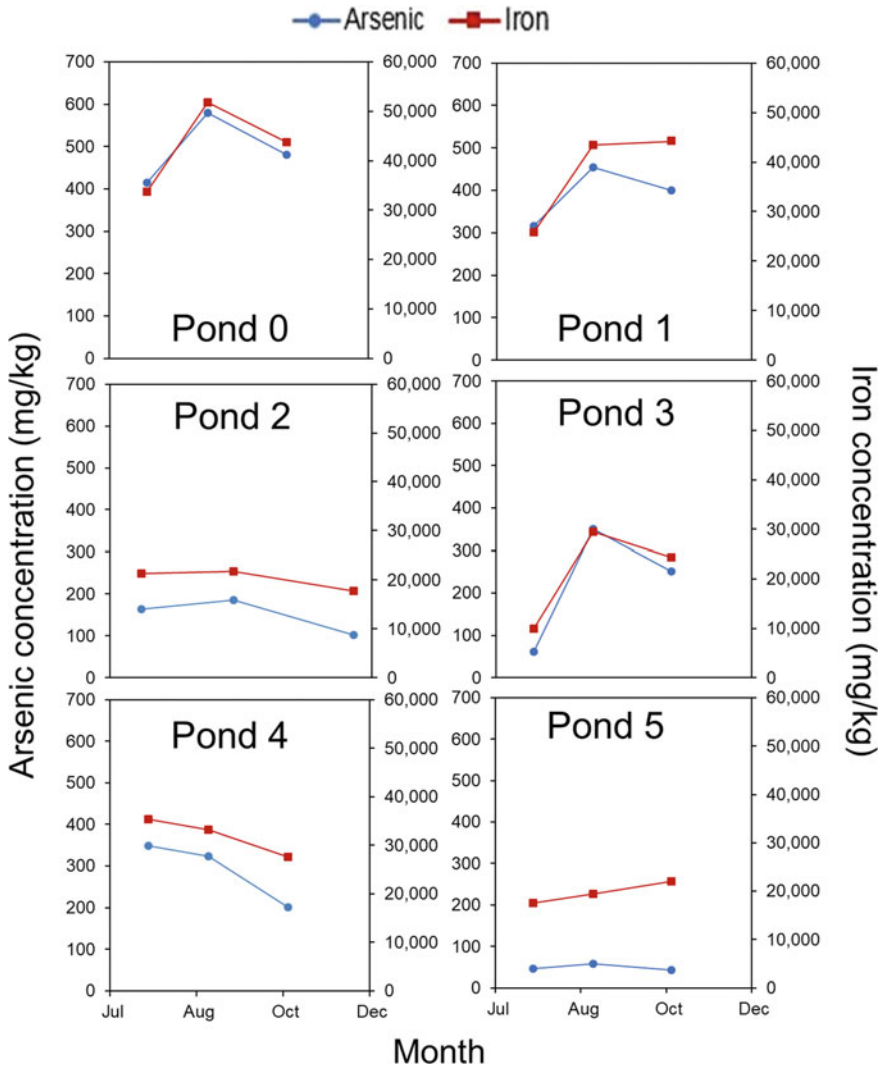 Arsenic Iron
Arsenic concentration (mg/kg)
Iron concentration (mg/kg)
700 60,000 700 60,000
600 50,000 600 50,000
500 40,000 500 40,000
400 30,000 400 30,000
300 20,000 300 20,000
200 10,000 200 10,000
100 0 100 0
0 0
Pond 0 Pond 1
700 60,000 700 60,000
600 50,000 600 50,000
500 40,000 500 40,000
400 30,000 400 30,000
300 20,000 300 20,000
200 10,000 200 10,000
100 0 100 0
0 0
Pond 2 Pond 3
700 60,000 700 60,000
600 50,000 600 50,000
500 40,000 500 40,000
400 30,000 400 30,000
300 20,000 300 20,000
200 10,000 200 10,000
100 0 100 0
0 0
Pond 4 Pond 5
Jul Aug Oct Dec Jul Aug Oct Dec
Month